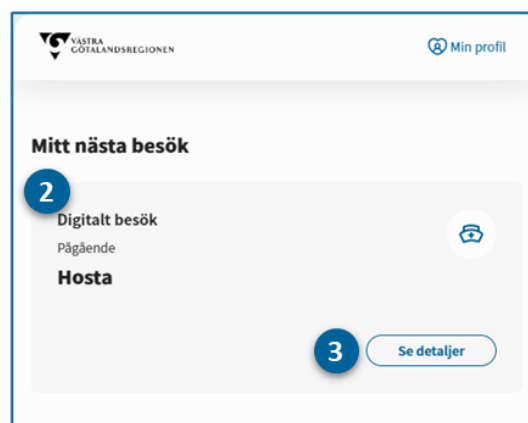 VÄSTRA
GÖTALANDSREGIONEN
Min profil
Mitt nästa besök
2
Digitalt besök
Pågående
Hosta
3
Se detaljer